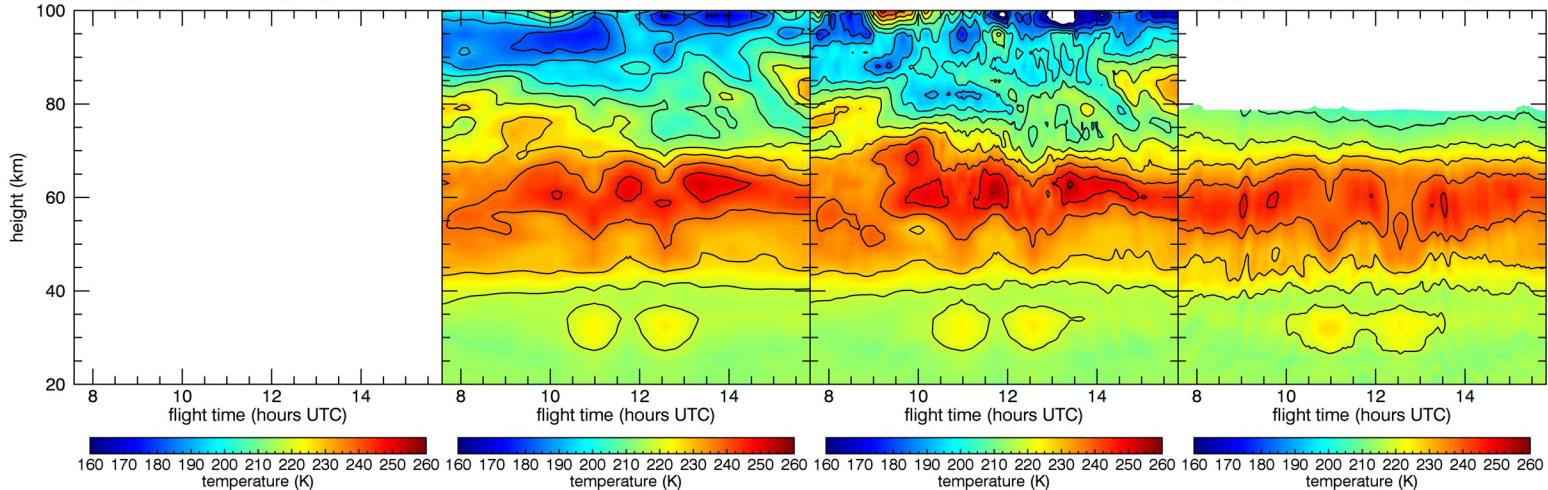 100
80
60
40
20
height (km)
8 10 12 14 8 10 12 14 8 10 12 14 8 10 12 14
flight time (hours UTC) flight time (hours UTC) flight time (hours UTC) flight time (hours UTC)
160 170 180 190 200 210 220 230 240 250 260 160 170 180 190 200 210 220 230 240 250 260 160 170 180 190 200 210 220 230 240 250 260 160 170 180 190 200 210 220 230 240 250 260
temperature (K) temperature (K) temperature (K) temperature (K)